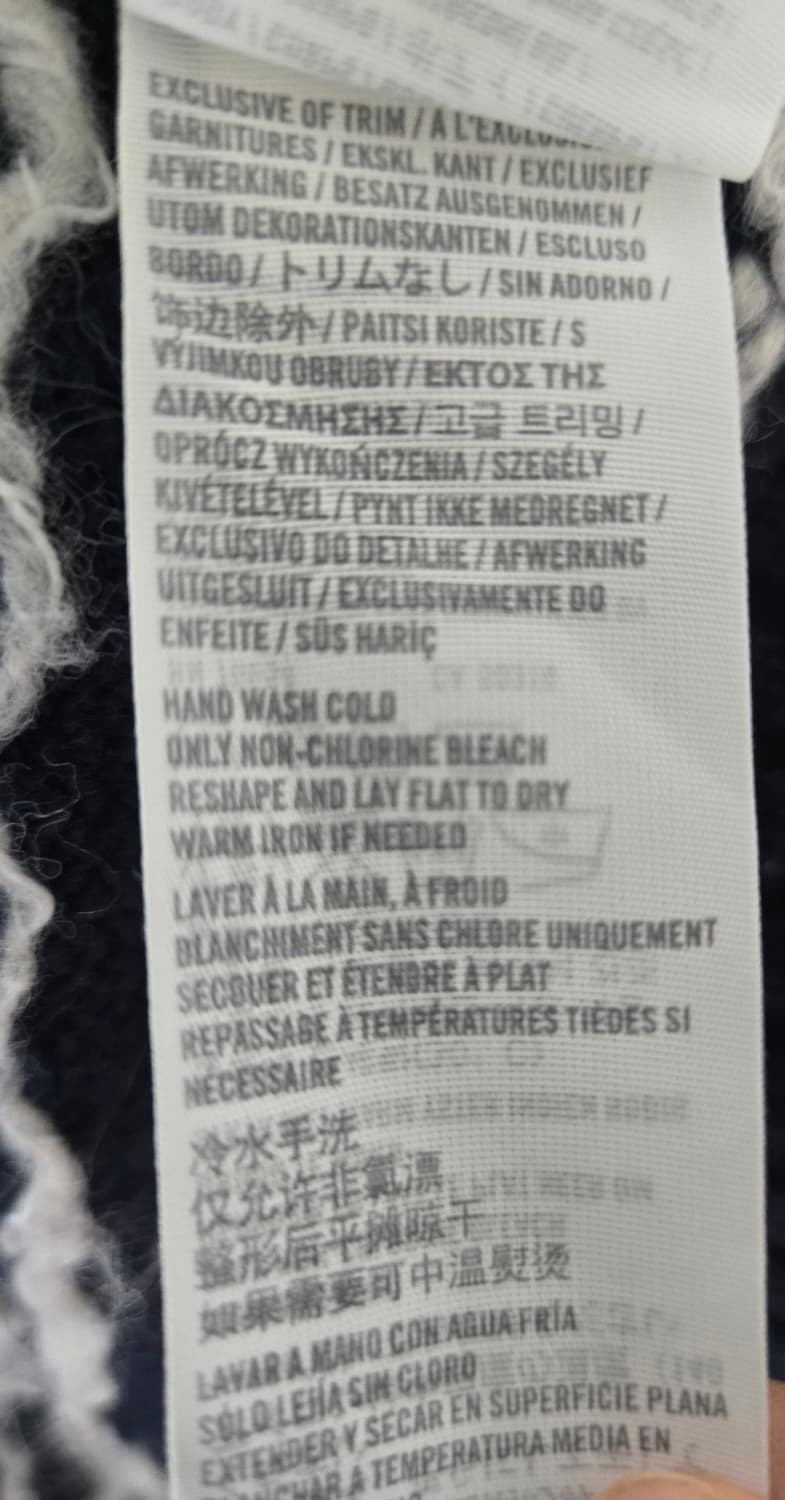 EXCLUSIVE OF TRIM / À L'EXCLUSION
GARNITURES / EKSKL. KANT / EXCLUSIEF
AFWERKING / BESATZ AUSGENOMMEN /
UTOM DEKORATIONSKANTEN / ESCLUSO
BORDO / トリムなし / SIN ADORNO /
饰边除外 / PAITSI KORISTE / S
VÝJIMKOU OBRUBY / ΕΚΤΟΣ ΤΗΣ
ΔΙΑΚΟΣΜΗΣΗΣ / 고급 트리밍 /
OPRÓCZ WYKOŃCZENIA / SZEGÉLY
KIVÉTELÉVEL / PYNT IKKE MEDREGNET /
EXCLUSIVO DO DETALHE / AFWERKING
UITGESLUIT / EXCLUSIVAMENTE DO
ENFEITE / SÜS HARİÇ
HAND WASH COLD
ONLY NON-CHLORINE BLEACH
RESHAPE AND LAY FLAT TO DRY
WARM IRON IF NEEDED
LAVER À LA MAIN, À FROID
BLANCHIMENT SANS CHLORE UNIQUEMENT
SECOUER ET ÉTENDRE À PLAT
REPASSAGE À TEMPÉRATURES TIÈDES SI
NÉCESSAIRE
冷水手洗
仅允许非氯漂
整形后平摊晾干
如果需要可中温熨烫
LAVAR A MANO CON AGUA FRÍA
SÓLO LEJÍA SIN CLORO
EXTENDER Y SECAR EN SUPERFICIE PLANA
PLANCHAR A TEMPERATURA MEDIA EN